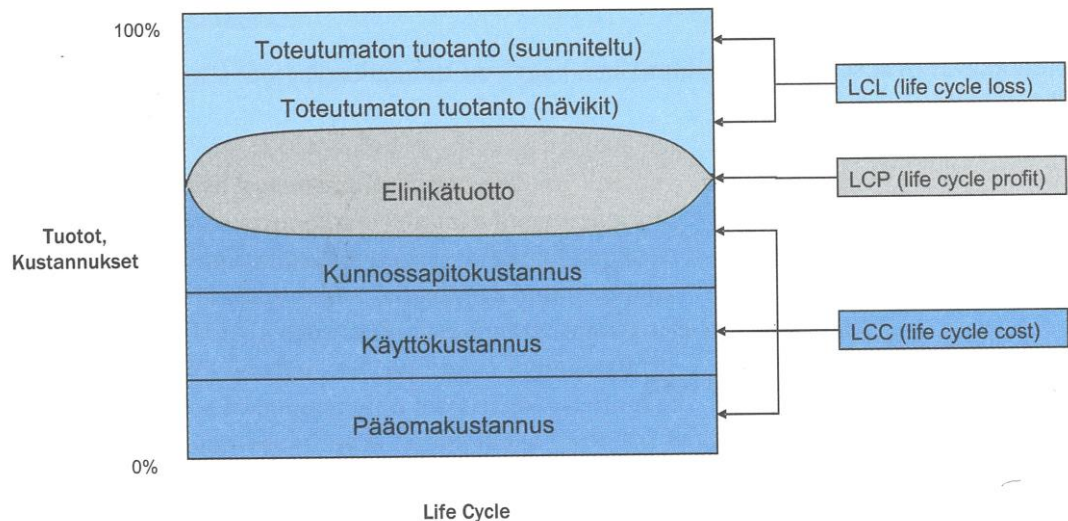 100%
Toteutumaton tuotanto (suunniteltu)
LCL (life cycle loss)
Toteutumaton tuotanto (hävikit)
LCP (life cycle profit)
Elinikätuotto
Tuotot,
Kustannukset
Kunnossapitokustannus
LCC (life cycle cost)
Käyttökustannus
Pääomakustannus
0%
Life Cycle